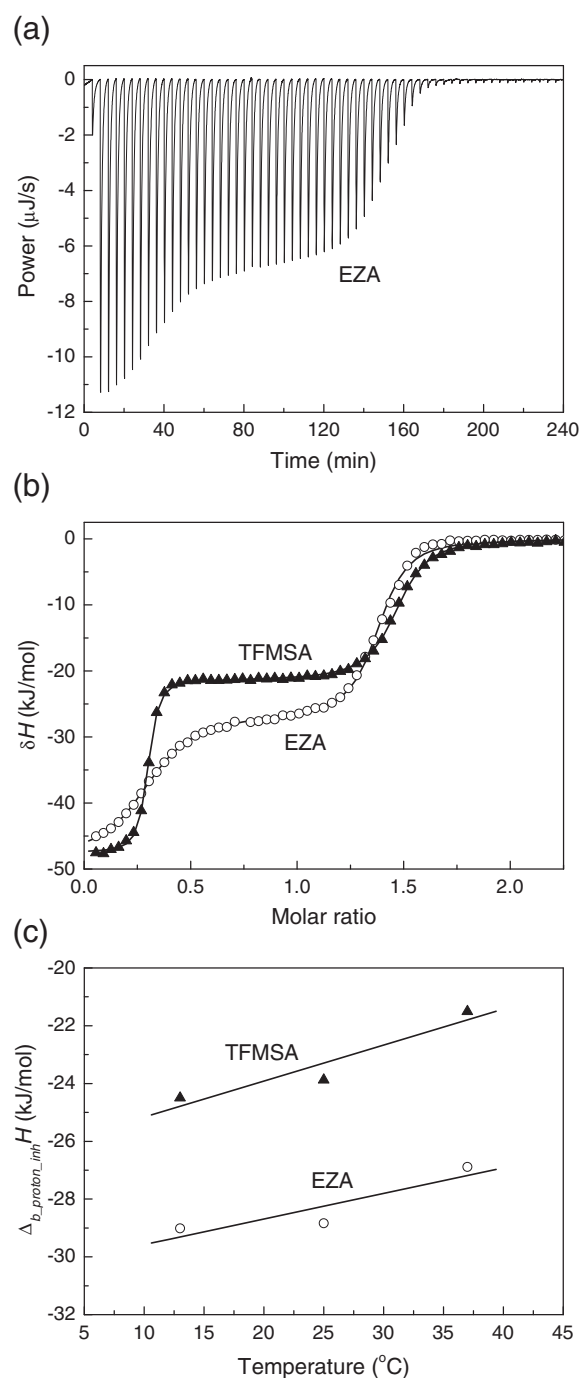 (a)
0
-2
-4
-6
-8
-10
-12
Power (μJ/s)
EZA
0 40 80 120 160 200 240
Time (min)
(b)
0
-10
-20
-30
-40
-50
δH (kJ/mol)
TFMSA
EZA
0.0 0.5 1.0 1.5 2.0
Molar ratio
(c)
-20
-22
-24
-26
-28
-30
-32
Δb_proton_inhH (kJ/mol)
TFMSA
EZA
5 10 15 20 25 30 35 40 45
Temperature (°C)